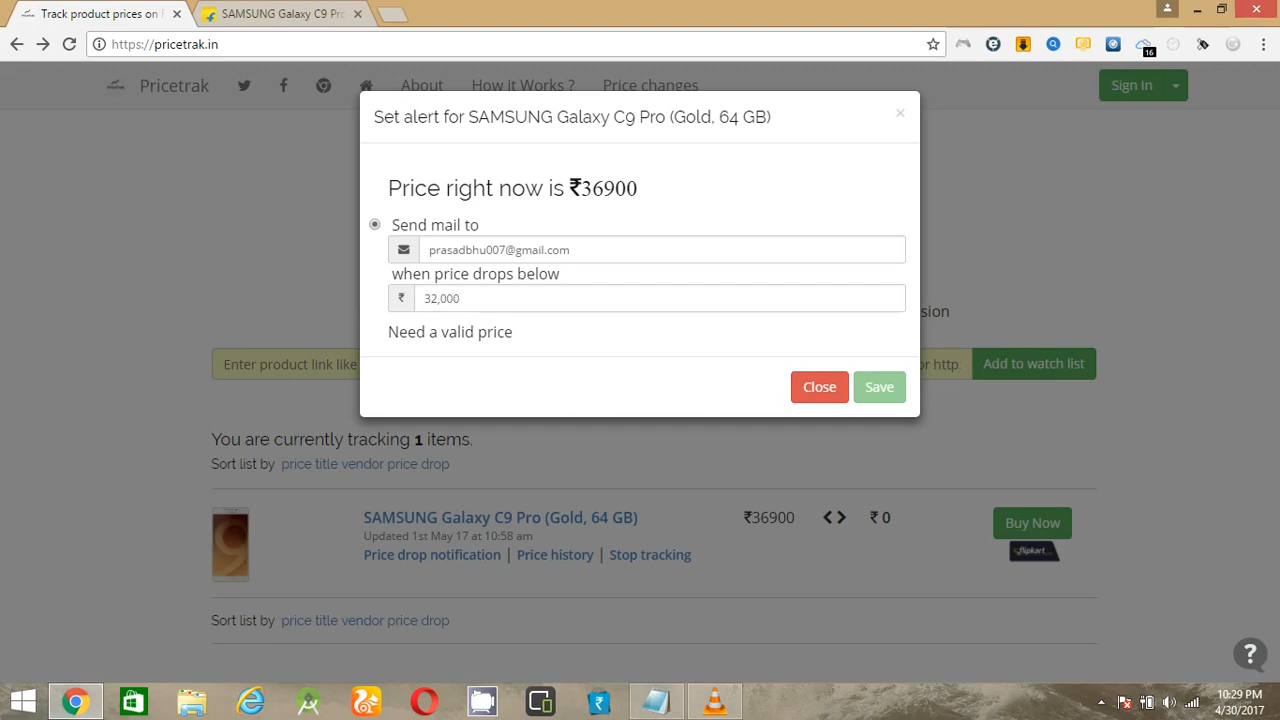 Track product prices on F
SAMSUNG Galaxy C9 Pro
https://pricetrak.in
16
Pricetrak
About
How it Works ?
Price changes
Sign In
Set alert for SAMSUNG Galaxy C9 Pro (Gold, 64 GB)
×
Price right now is ₹36900
Send mail to
prasadbhu007@gmail.com
when price drops below
₹ 32,000
Need a valid price
sion
Enter product link like
or http:
Add to watch list
Close
Save
You are currently tracking 1 items.
Sort list by price title vendor price drop
SAMSUNG Galaxy C9 Pro (Gold, 64 GB)
₹36900
₹ 0
Buy Now
Updated 1st May 17 at 10:58 am
flipkart
Price drop notification | Price history | Stop tracking
Sort list by price title vendor price drop
?
10:29 PM
4/30/2017